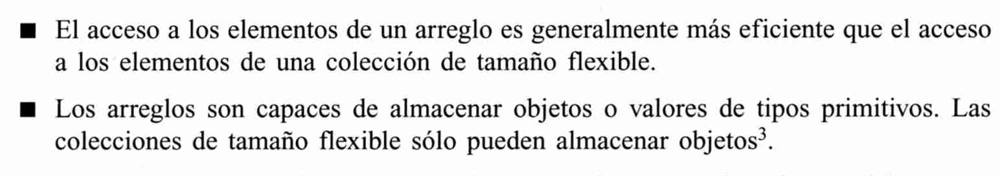 ■ El acceso a los elementos de un arreglo es generalmente más eficiente que el acceso
a los elementos de una colección de tamaño flexible.
■ Los arreglos son capaces de almacenar objetos o valores de tipos primitivos. Las
colecciones de tamaño flexible sólo pueden almacenar objetos³.